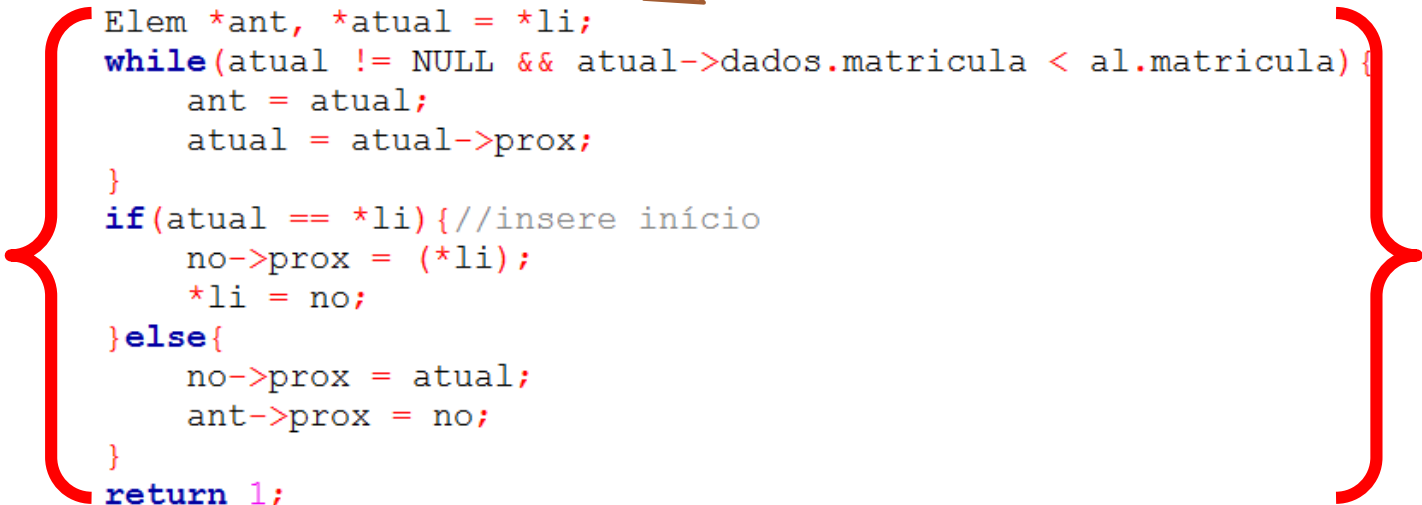 Elem *ant, *atual = *li;
while(atual != NULL && atual->dados.matricula < al.matricula){
    ant = atual;
    atual = atual->prox;
}
if(atual == *li){//insere início
    no->prox = (*li);
    *li = no;
}else{
    no->prox = atual;
    ant->prox = no;
}
return 1;